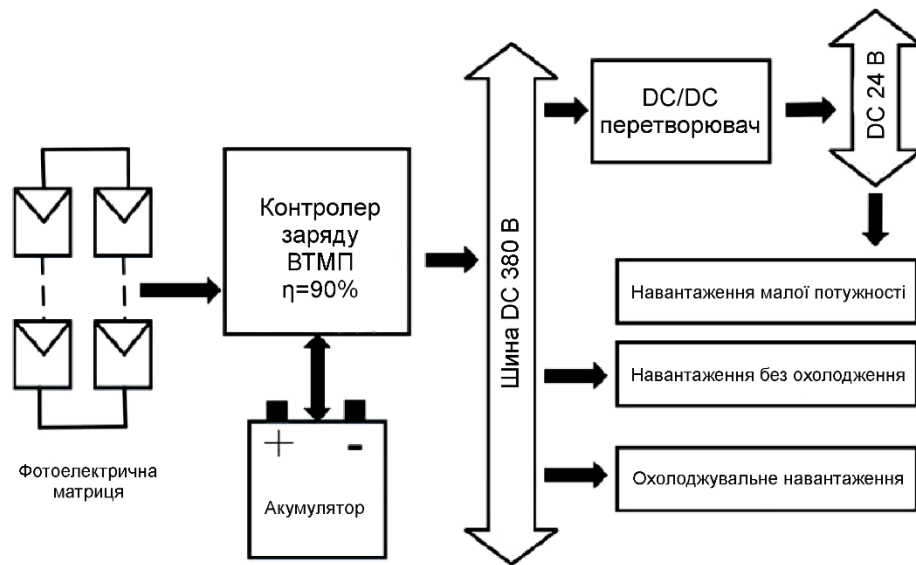 DC/DC
перетворювач
DC 24 В
Контролер
заряду
ВТМП
η=90%
Шина DC 380 В
Навантаження малої потужності
Навантаження без охолодження
Фотоелектрична
матриця
+ -
Акумулятор
Охолоджувальне навантаження